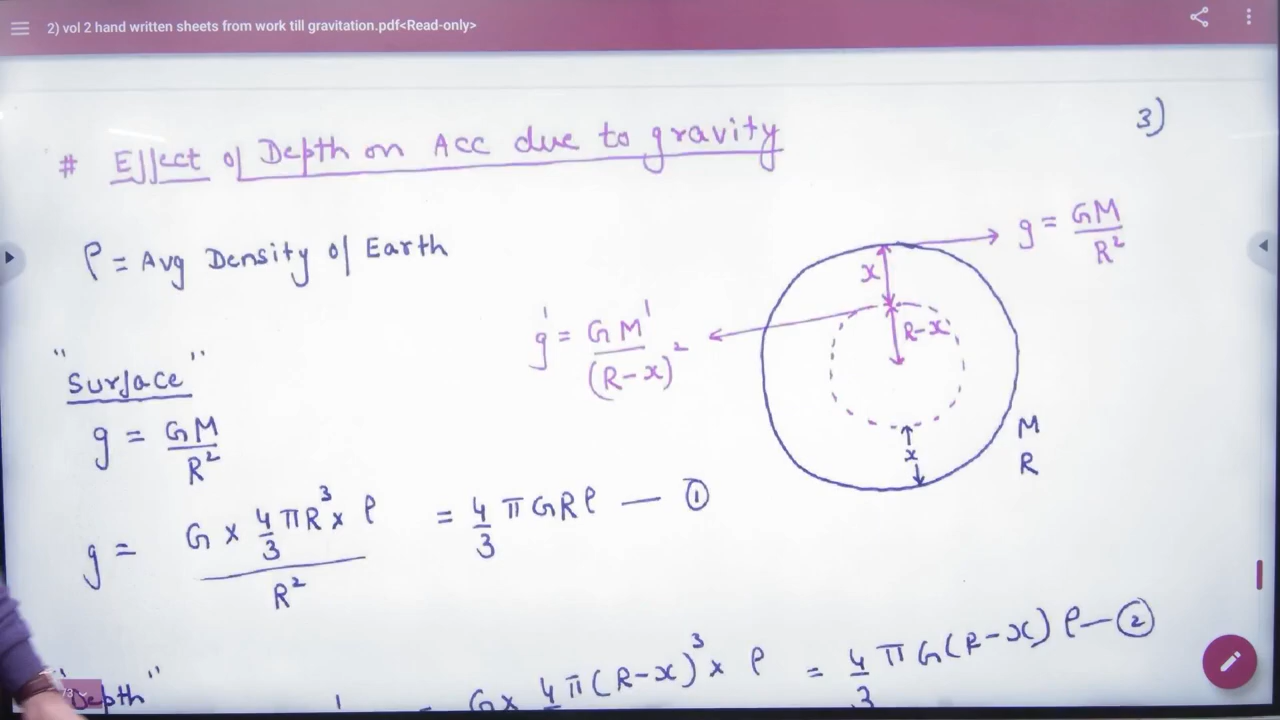 2) vol 2 hand written sheets from work till gravitation.pdf<Read-only>
3)
# Effect of Depth on Acc due to gravity
ρ = Avg Density of Earth
g = GM/R²
x
R-x
g' = GM'/(R-x)²
x
M
R
"Surface"
g = GM/R²
g = G × 4/3 πR³ × ρ / R² = 4/3 πGRρ — ①
"Depth"
73
= G× 4 π(R-x)³ × ρ = 4/3 πG(R-x) ρ — ②